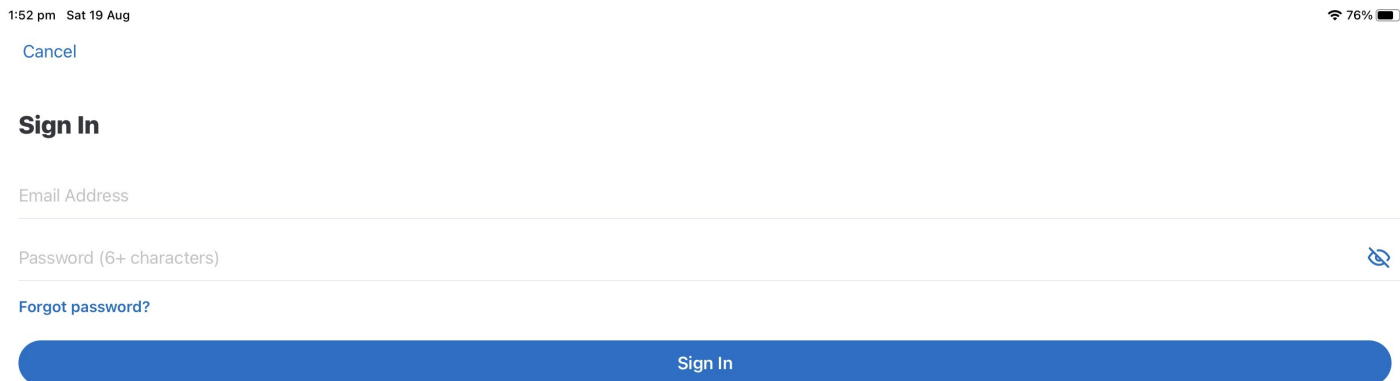 1:52 pm Sat 19 Aug 76%
Cancel
Sign In
Email Address
Password (6+ characters)
Forgot password?
Sign In